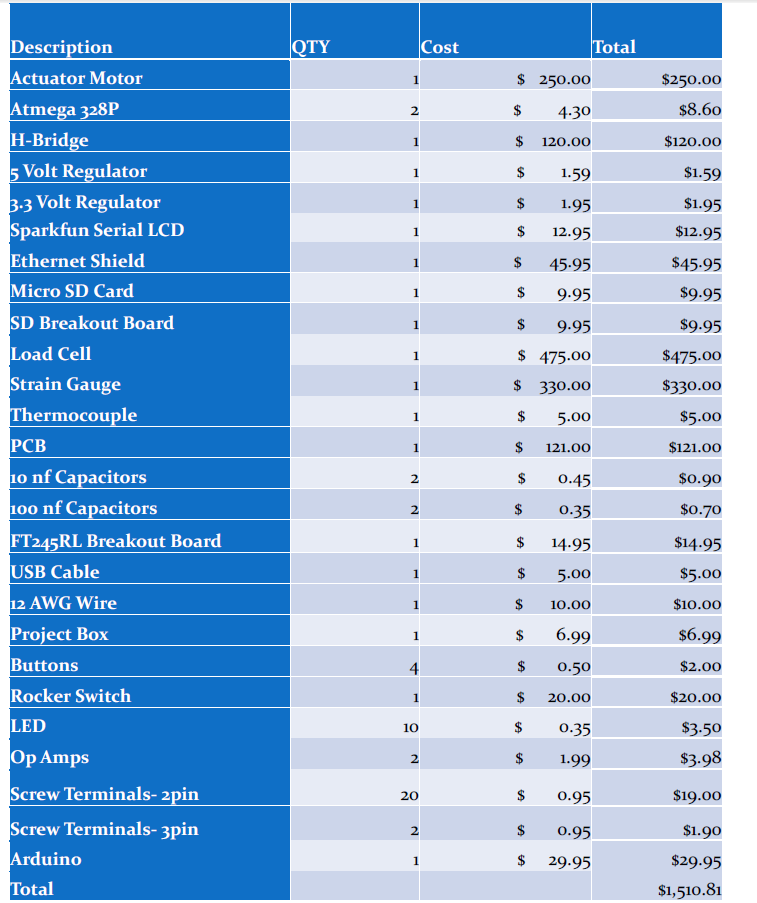 Description QTY Cost Total
Actuator Motor 1 $ 250.00 $250.00
Atmega 328P 2 $ 4.30 $8.60
H-Bridge 1 $ 120.00 $120.00
5 Volt Regulator 1 $ 1.59 $1.59
3.3 Volt Regulator 1 $ 1.95 $1.95
Sparkfun Serial LCD 1 $ 12.95 $12.95
Ethernet Shield 1 $ 45.95 $45.95
Micro SD Card 1 $ 9.95 $9.95
SD Breakout Board 1 $ 9.95 $9.95
Load Cell 1 $ 475.00 $475.00
Strain Gauge 1 $ 330.00 $330.00
Thermocouple 1 $ 5.00 $5.00
PCB 1 $ 121.00 $121.00
10 nf Capacitors 2 $ 0.45 $0.90
100 nf Capacitors 2 $ 0.35 $0.70
FT245RL Breakout Board 1 $ 14.95 $14.95
USB Cable 1 $ 5.00 $5.00
12 AWG Wire 1 $ 10.00 $10.00
Project Box 1 $ 6.99 $6.99
Buttons 4 $ 0.50 $2.00
Rocker Switch 1 $ 20.00 $20.00
LED 10 $ 0.35 $3.50
Op Amps 2 $ 1.99 $3.98
Screw Terminals- 2pin 20 $ 0.95 $19.00
Screw Terminals- 3pin 2 $ 0.95 $1.90
Arduino 1 $ 29.95 $29.95
Total $1,510.81